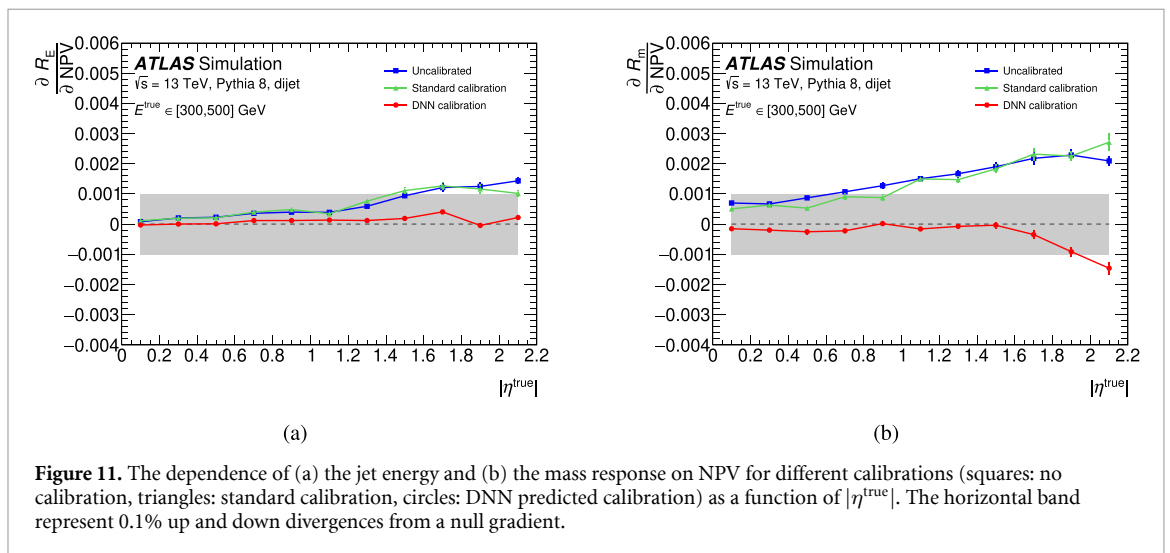 ∂ R_E
∂ NPV
0.006
0.005
0.004
0.003
0.002
0.001
0
−0.001
−0.002
−0.003
−0.004
ATLAS Simulation
√s = 13 TeV, Pythia 8, dijet
E^true ∈ [300,500] GeV
Uncalibrated
Standard calibration
DNN calibration
0 0.2 0.4 0.6 0.8 1 1.2 1.4 1.6 1.8 2 2.2
|η^true|
(a)
∂ R_m
∂ NPV
0.006
0.005
0.004
0.003
0.002
0.001
0
−0.001
−0.002
−0.003
−0.004
ATLAS Simulation
√s = 13 TeV, Pythia 8, dijet
E^true ∈ [300,500] GeV
Uncalibrated
Standard calibration
DNN calibration
0 0.2 0.4 0.6 0.8 1 1.2 1.4 1.6 1.8 2 2.2
|η^true|
(b)
Figure 11. The dependence of (a) the jet energy and (b) the mass response on NPV for different calibrations (squares: no
calibration, triangles: standard calibration, circles: DNN predicted calibration) as a function of |η^true|. The horizontal band
represent 0.1% up and down divergences from a null gradient.